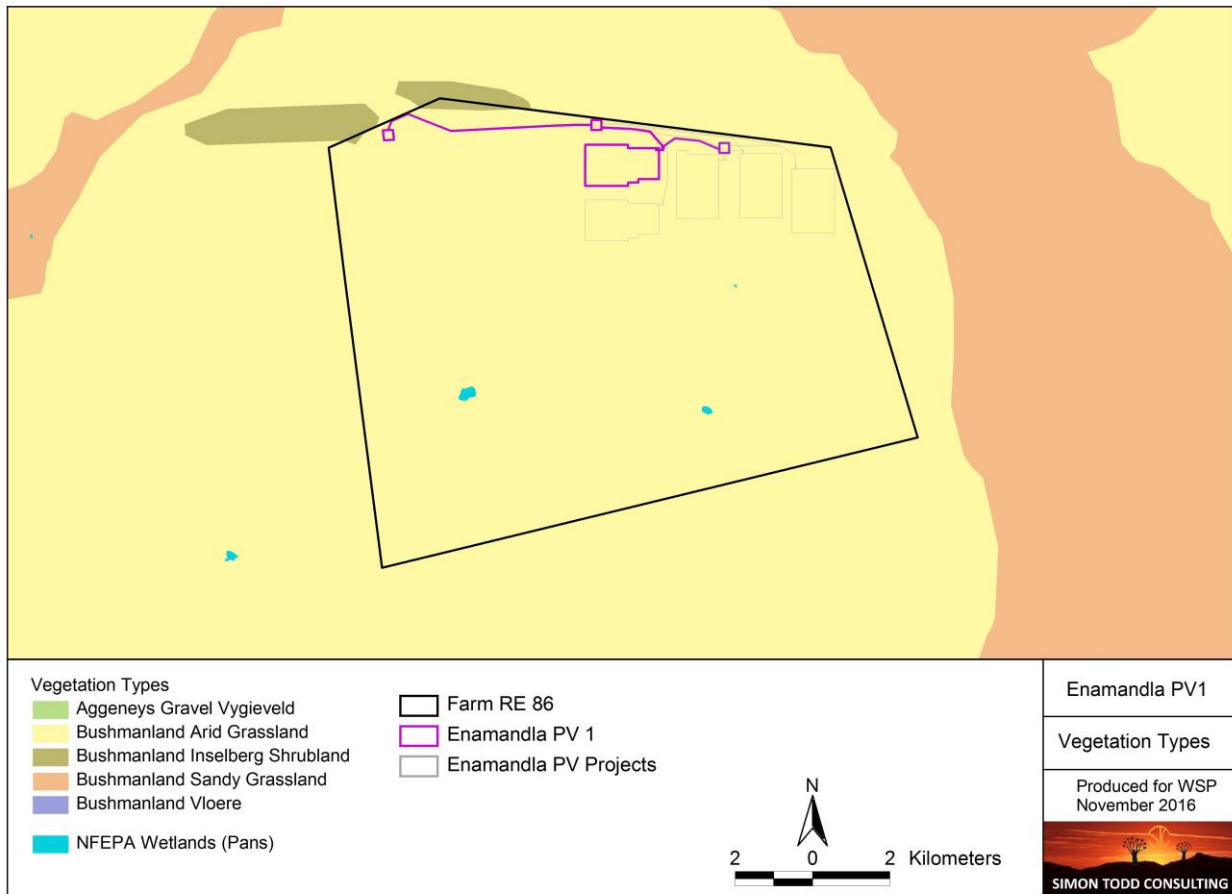 Vegetation Types
Aggeneys Gravel Vygieveld
Bushmanland Arid Grassland
Bushmanland Inselberg Shrubland
Bushmanland Sandy Grassland
Bushmanland Vloere
NFEPA Wetlands (Pans)
Farm RE 86
Enamandla PV 1
Enamandla PV Projects
N
2 0 2 Kilometers
Enamandla PV1
Vegetation Types
Produced for WSP
November 2016
SIMON TODD CONSULTING